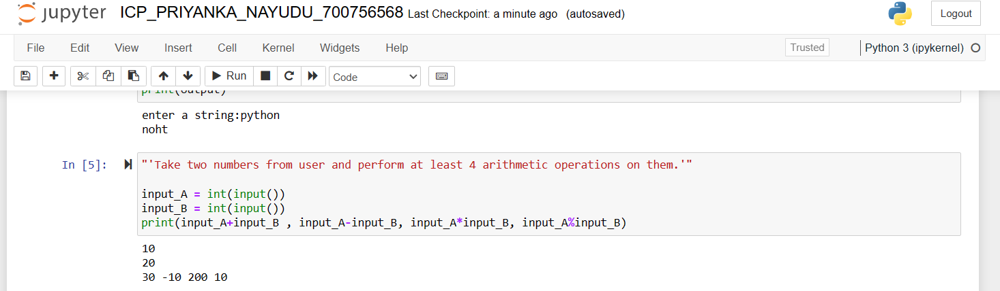 jupyter ICP_PRIYANKA_NAYUDU_700756568 Last Checkpoint: a minute ago (autosaved) Logout
File Edit View Insert Cell Kernel Widgets Help Trusted Python 3 (ipykernel)
Run Code
print(output)
enter a string:python
noht
In [5]: "'Take two numbers from user and perform at least 4 arithmetic operations on them.'"
input_A = int(input())
input_B = int(input())
print(input_A+input_B , input_A-input_B, input_A*input_B, input_A%input_B)
10
20
30 -10 200 10